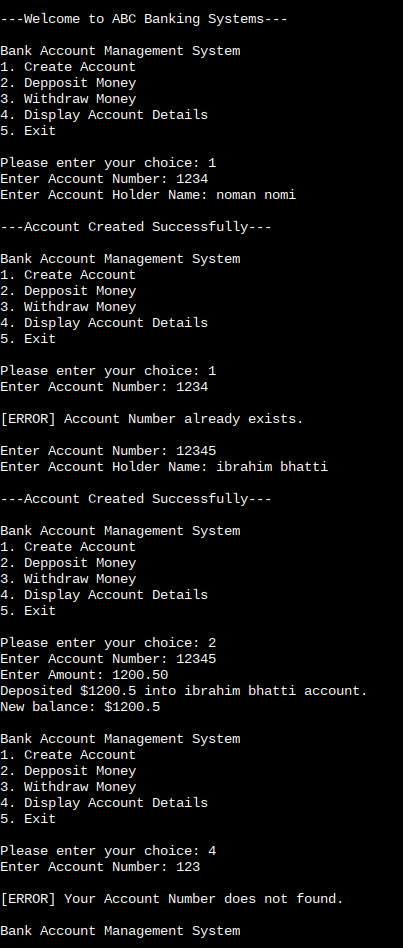 ---Welcome to ABC Banking Systems---
Bank Account Management System
1. Create Account
2. Depposit Money
3. Withdraw Money
4. Display Account Details
5. Exit
Please enter your choice: 1
Enter Account Number: 1234
Enter Account Holder Name: noman nomi
---Account Created Successfully---
Bank Account Management System
1. Create Account
2. Depposit Money
3. Withdraw Money
4. Display Account Details
5. Exit
Please enter your choice: 1
Enter Account Number: 1234
[ERROR] Account Number already exists.
Enter Account Number: 12345
Enter Account Holder Name: ibrahim bhatti
---Account Created Successfully---
Bank Account Management System
1. Create Account
2. Depposit Money
3. Withdraw Money
4. Display Account Details
5. Exit
Please enter your choice: 2
Enter Account Number: 12345
Enter Amount: 1200.50
Deposited $1200.5 into ibrahim bhatti account.
New balance: $1200.5
Bank Account Management System
1. Create Account
2. Depposit Money
3. Withdraw Money
4. Display Account Details
5. Exit
Please enter your choice: 4
Enter Account Number: 123
[ERROR] Your Account Number does not found.
Bank Account Management System